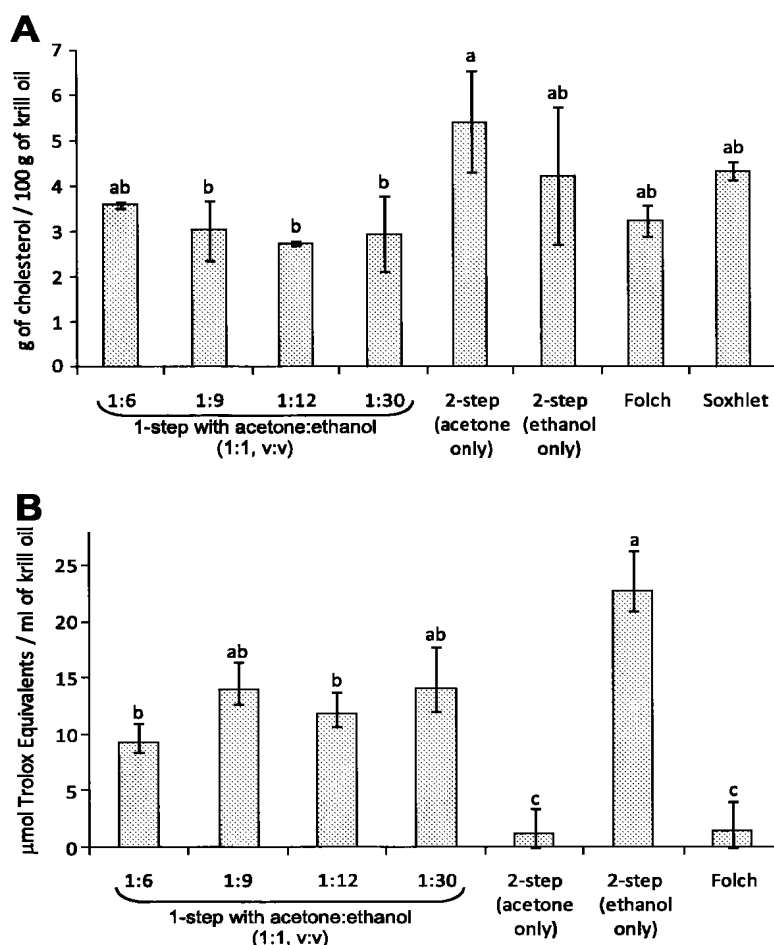 A
g of cholesterol / 100 g of krill oil
7
6
5
4
3
2
1
0
ab
b
b
b
a
ab
ab
ab
1:6 1:9 1:12 1:30 2-step 2-step Folch Soxhlet
1-step with acetone:ethanol (acetone (ethanol
(1:1, v:v) only) only)
B
μmol Trolox Equivalents / ml of krill oil
25
20
15
10
5
0
b
ab
b
ab
c
a
c
1:6 1:9 1:12 1:30 2-step 2-step Folch
1-step with acetone:ethanol (acetone (ethanol
(1:1, v:v) only) only)